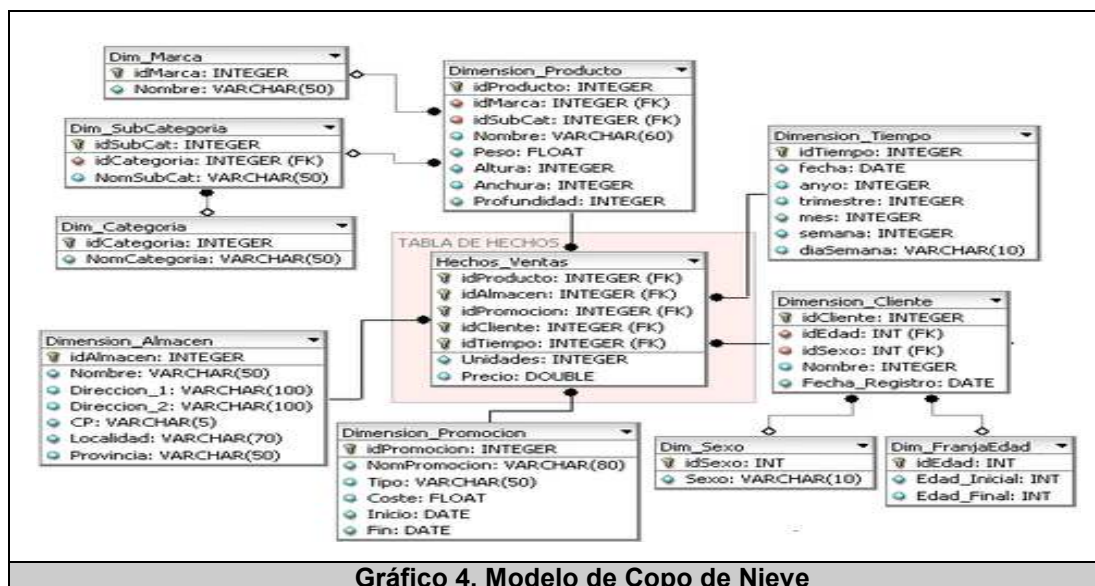 Dim_Marca
idMarca: INTEGER
Nombre: VARCHAR(50)
Dim_SubCategoria
idSubCat: INTEGER
idCategoria: INTEGER (FK)
NomSubCat: VARCHAR(50)
Dim_Categoria
idCategoria: INTEGER
NomCategoria: VARCHAR(50)
Dimension_Producto
idProducto: INTEGER
idMarca: INTEGER (FK)
idSubCat: INTEGER (FK)
Nombre: VARCHAR(60)
Peso: FLOAT
Altura: INTEGER
Anchura: INTEGER
Profundidad: INTEGER
Dimension_Tiempo
idTiempo: INTEGER
fecha: DATE
anyo: INTEGER
trimestre: INTEGER
mes: INTEGER
semana: INTEGER
diaSemana: VARCHAR(10)
TABLA DE HECHOS
Hechos_Ventas
idProducto: INTEGER (FK)
idAlmacen: INTEGER (FK)
idPromocion: INTEGER (FK)
idCliente: INTEGER (FK)
idTiempo: INTEGER (FK)
Unidades: INTEGER
Precio: DOUBLE
Dimension_Cliente
idCliente: INTEGER
idEdad: INT (FK)
idSexo: INT (FK)
Nombre: INTEGER
Fecha_Registro: DATE
Dimension_Almacen
idAlmacen: INTEGER
Nombre: VARCHAR(50)
Direccion_1: VARCHAR(100)
Direccion_2: VARCHAR(100)
CP: VARCHAR(5)
Localidad: VARCHAR(70)
Provincia: VARCHAR(50)
Dimension_Promocion
idPromocion: INTEGER
NomPromocion: VARCHAR(80)
Tipo: VARCHAR(50)
Coste: FLOAT
Inicio: DATE
Fin: DATE
Dim_Sexo
idSexo: INT
Sexo: VARCHAR(10)
Dim_FranjaEdad
idEdad: INT
Edad_Inicial: INT
Edad_Final: INT
Gráfico 4. Modelo de Copo de Nieve